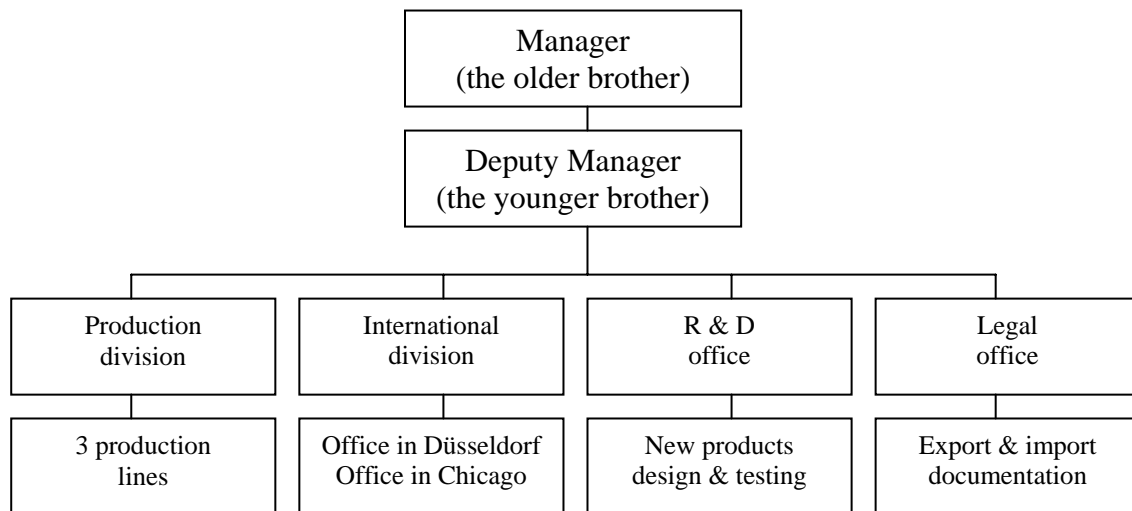 Manager
(the older brother)
Deputy Manager
(the younger brother)
Production
division
International
division
R & D
office
Legal
office
3 production
lines
Office in Düsseldorf
Office in Chicago
New products
design & testing
Export & import
documentation